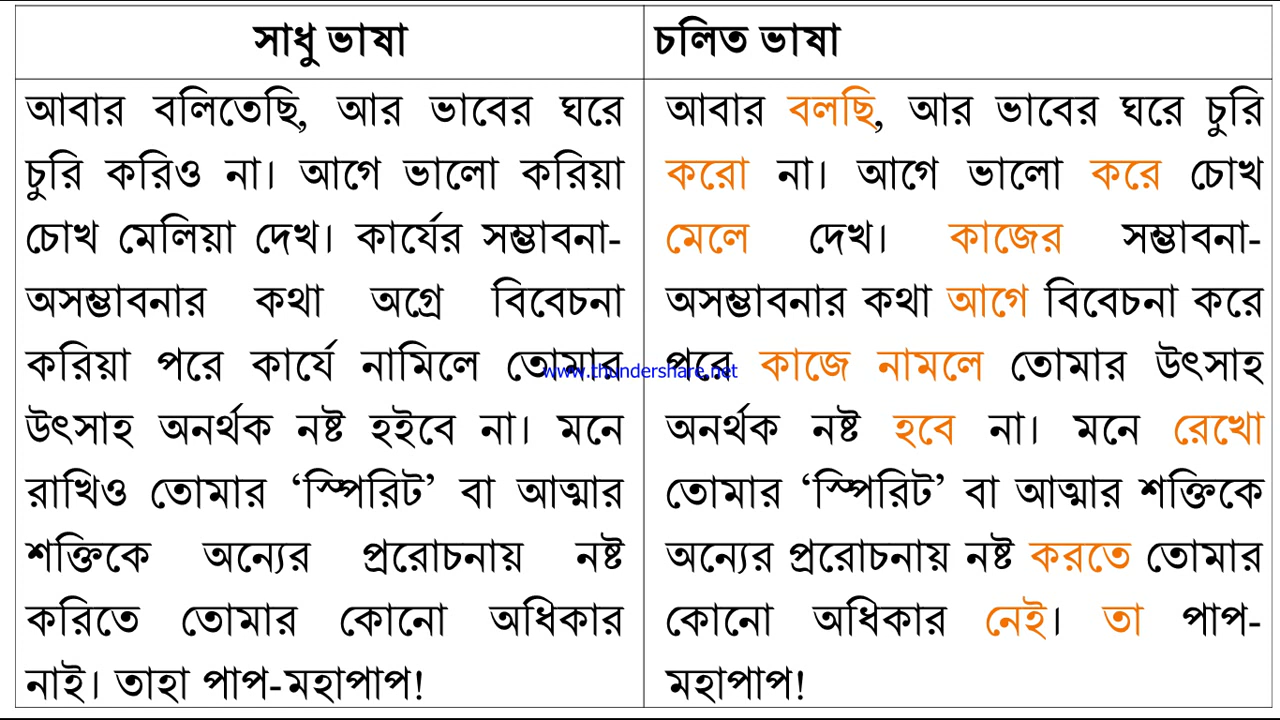 সাধু ভাষা
আবার বলিতেছি, আর ভাবের ঘরে
চুরি করিও না। আগে ভালো করিয়া
চোখ মেলিয়া দেখ। কার্যের সম্ভাবনা-
অসম্ভাবনার কথা অগ্রে বিবেচনা
করিয়া পরে কার্যে নামিলে তোমার
উৎসাহ অনর্থক নষ্ট হইবে না। মনে
রাখিও তোমার ‘স্পিরিট’ বা আত্মার
শক্তিকে অন্যের প্ররোচনায় নষ্ট
করিতে তোমার কোনো অধিকার
নাই। তাহা পাপ-মহাপাপ!
চলিত ভাষা
আবার বলছি, আর ভাবের ঘরে চুরি
করো না। আগে ভালো করে চোখ
মেলে দেখ। কাজের সম্ভাবনা-
অসম্ভাবনার কথা আগে বিবেচনা করে
পরে কাজে নামলে তোমার উৎসাহ
অনর্থক নষ্ট হবে না। মনে রেখো
তোমার ‘স্পিরিট’ বা আত্মার শক্তিকে
অন্যের প্ররোচনায় নষ্ট করতে তোমার
কোনো অধিকার নেই। তা পাপ-
মহাপাপ!
www.thundershare.net